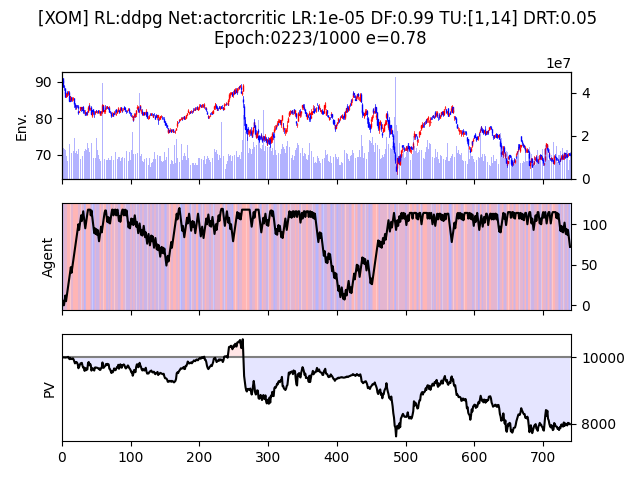 [XOM] RL:ddpg Net:actorcritic LR:1e-05 DF:0.99 TU:[1,14] DRT:0.05
Epoch:0223/1000 e=0.78
1e7
Env.
90
80
70
4
2
0
Agent
100
50
0
PV
10000
8000
0 100 200 300 400 500 600 700